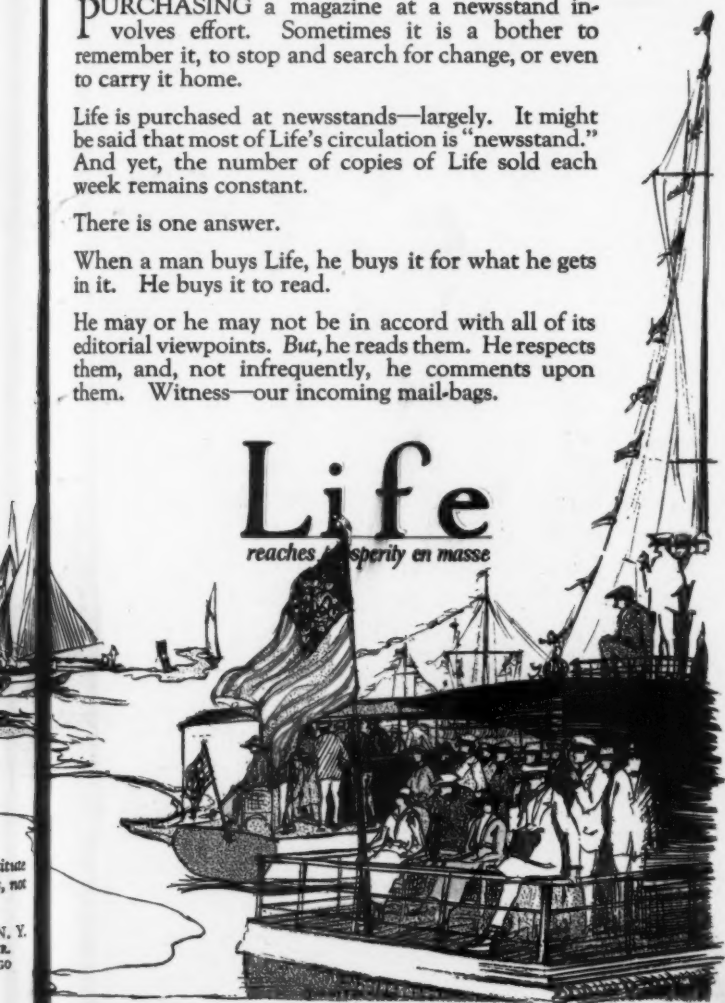 PURCHASING a magazine at a newsstand in-
volves effort. Sometimes it is a bother to
remember it, to stop and search for change, or even
to carry it home.
Life is purchased at newsstands—largely. It might
be said that most of Life's circulation is "newsstand."
And yet, the number of copies of Life sold each
week remains constant.
There is one answer.
When a man buys Life, he buys it for what he gets
in it. He buys it to read.
He may or he may not be in accord with all of its
editorial viewpoints. But, he reads them. He respects
them, and, not infrequently, he comments upon
them. Witness—our incoming mail-bags.
Life
reaches en masse
not
N. Y.